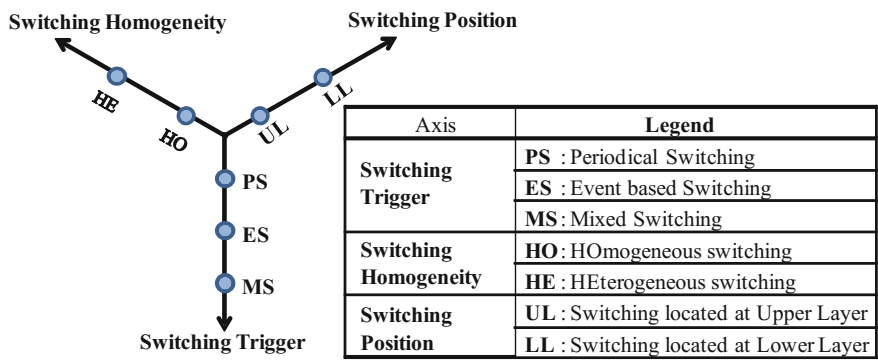 Switching Homogeneity
Switching Position
HE
HO
UL
LL
PS
ES
MS
Switching Trigger
Axis Legend
Switching Trigger
PS : Periodical Switching
ES : Event based Switching
MS : Mixed Switching
Switching Homogeneity
HO : HOmogeneous switching
HE : HEterogeneous switching
Switching Position
UL : Switching located at Upper Layer
LL : Switching located at Lower Layer